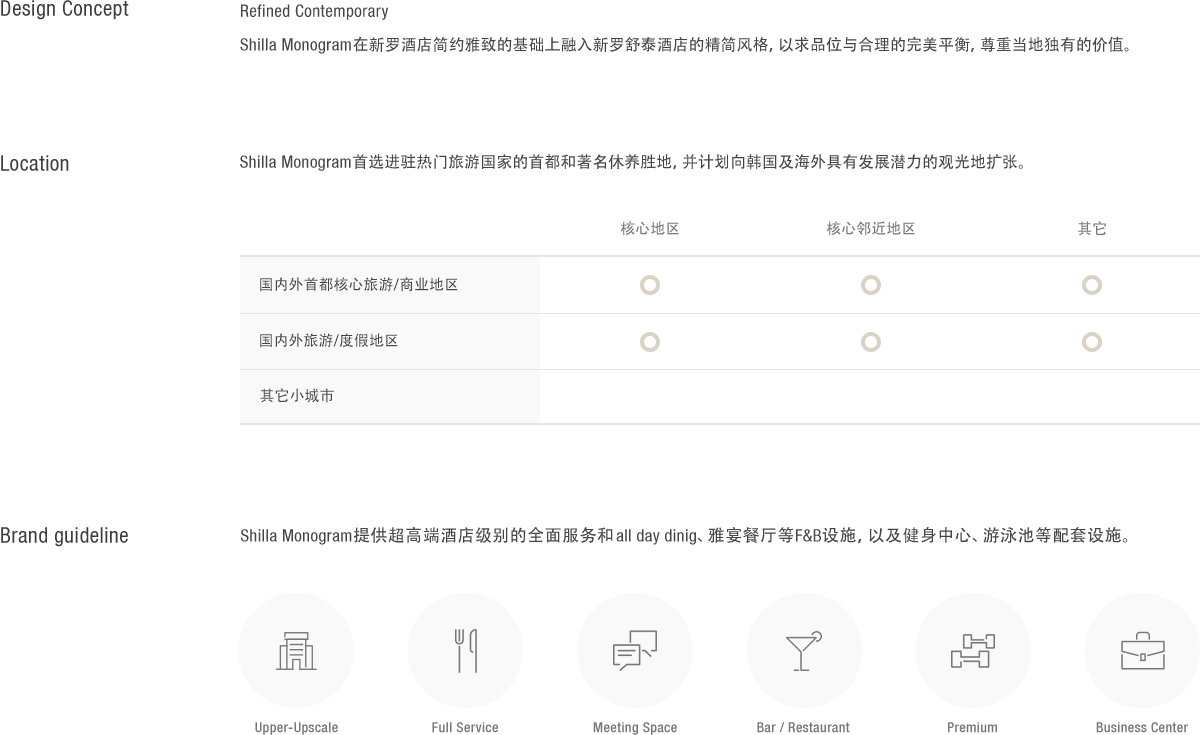 Design Concept
Refined Contemporary
Shilla Monogram在新罗酒店简约雅致的基础上融入新罗舒泰酒店的精简风格, 以求品位与合理的完美平衡, 尊重当地独有的价值。
Location
Shilla Monogram首选进驻热门旅游国家的首都和著名休养胜地, 并计划向韩国及海外具有发展潜力的观光地扩张。
核心地区 核心邻近地区 其它
国内外首都核心旅游/商业地区
国内外旅游/度假地区
其它小城市
Brand guideline
Shilla Monogram提供超高端酒店级别的全面服务和all day dinig、雅宴餐厅等F&B设施, 以及健身中心、游泳池等配套设施。
Upper-Upscale Full Service Meeting Space Bar / Restaurant Premium Business Center